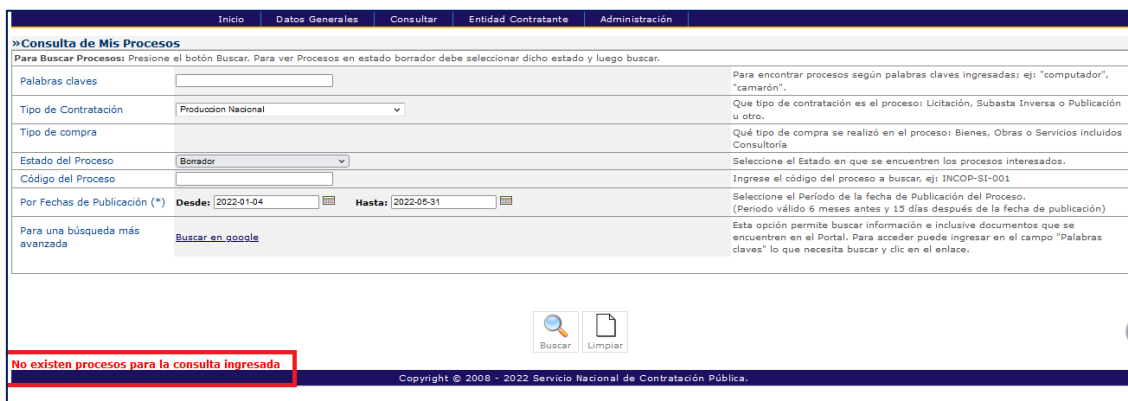 Inicio Datos Generales Consultar Entidad Contratante Administración
»Consulta de Mis Procesos
Para Buscar Procesos: Presione el botón Buscar. Para ver Procesos en estado borrador debe seleccionar dicho estado y luego buscar.
Palabras claves
Para encontrar procesos según palabras claves ingresadas; ej: "computador",
"camarón".
Tipo de Contratación Produccion Nacional
Que tipo de contratación es el proceso: Licitación, Subasta Inversa o Publicación
u otro.
Tipo de compra
Qué tipo de compra se realizó en el proceso: Bienes, Obras o Servicios incluidos
Consultoría
Estado del Proceso Borrador Seleccione el Estado en que se encuentren los procesos interesados.
Código del Proceso Ingrese el código del proceso a buscar, ej: INCOP-SI-001
Por Fechas de Publicación (*) Desde: 2022-01-04 Hasta: 2022-05-31
Seleccione el Período de la fecha de Publicación del Proceso.
(Periodo válido 6 meses antes y 15 días después de la fecha de publicación)
Para una búsqueda más
avanzada
Buscar en google
Esta opción permite buscar información e inclusive documentos que se
encuentren en el Portal. Para acceder puede ingresar en el campo "Palabras
claves" lo que necesita buscar y clic en el enlace.
Buscar Limpiar
No existen procesos para la consulta ingresada
Copyright © 2008 - 2022 Servicio Nacional de Contratación Pública.